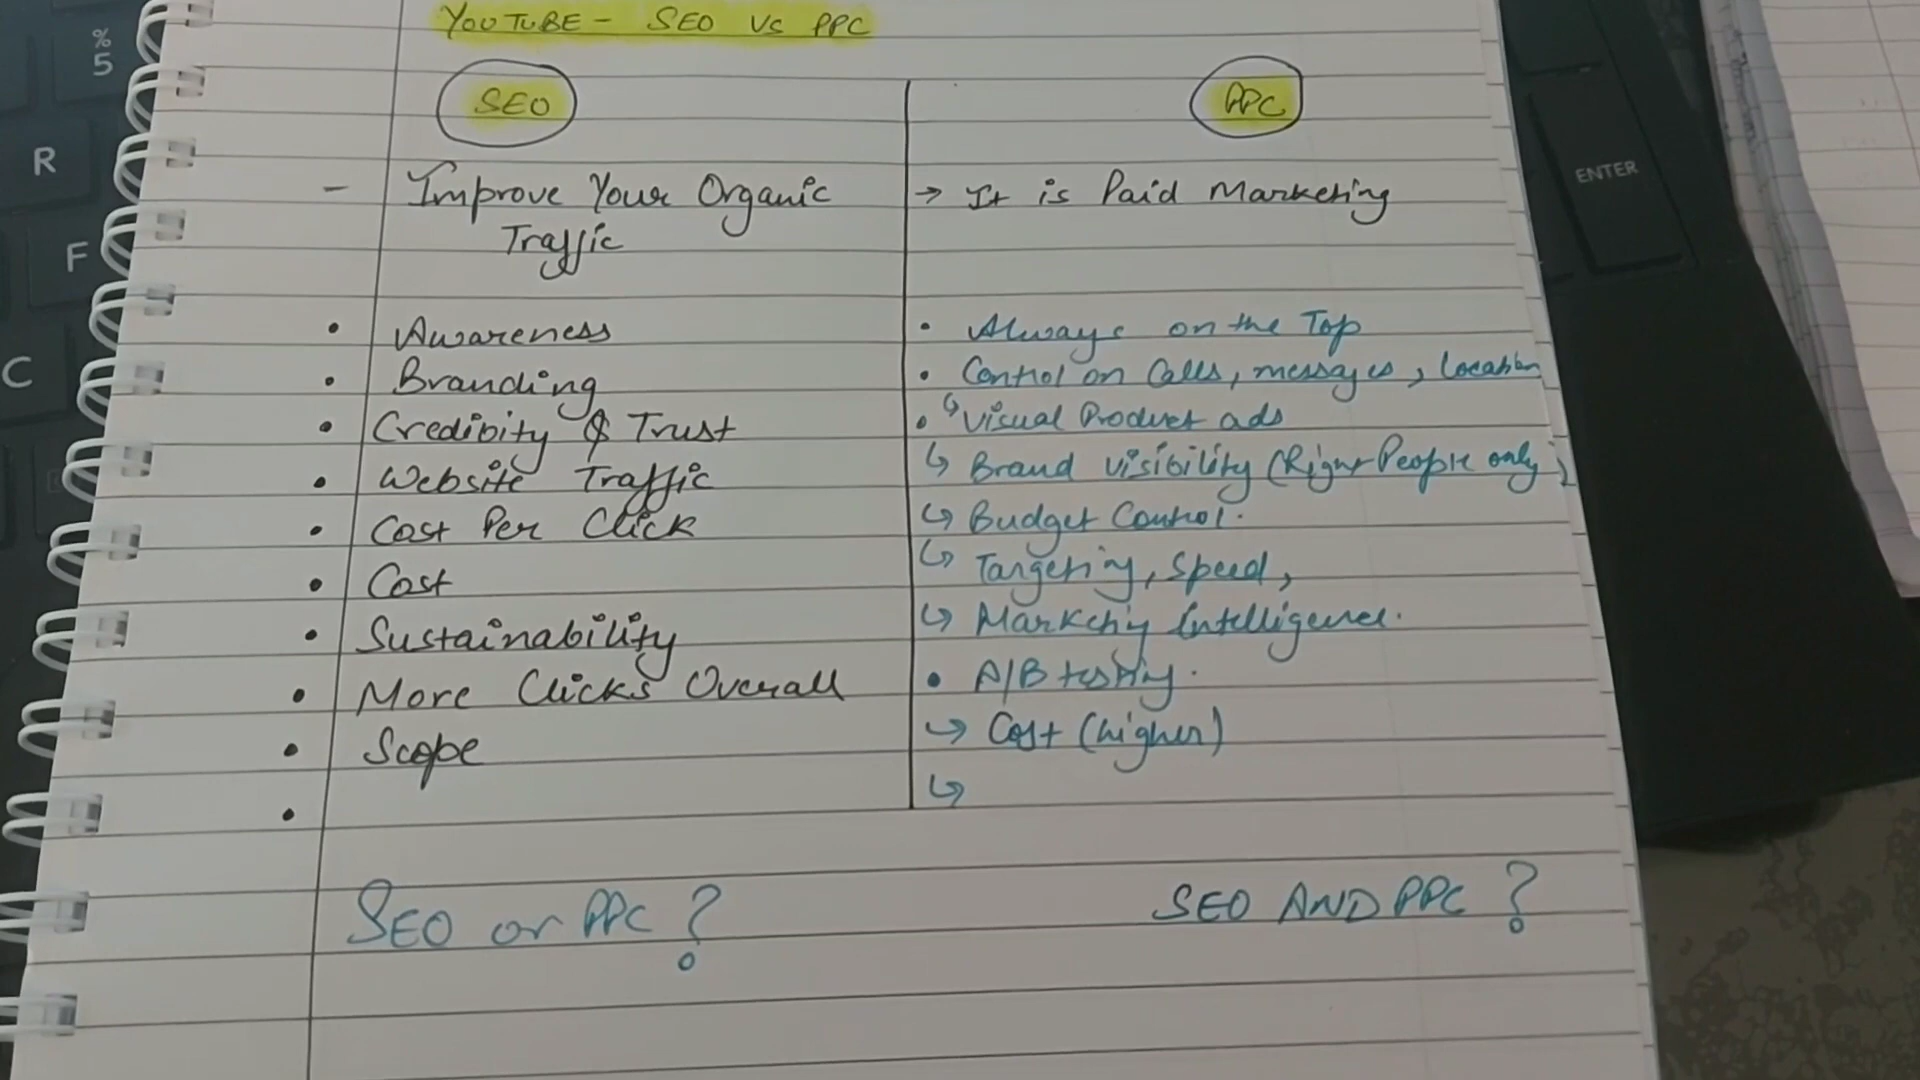 YOUTUBE - SEO VS PPC
SEO
- Improve Your Organic
Traffic
• Awareness
• Branding
• Credibity & Trust
• Website Traffic
• Cost Per Click
• Cost
• Sustainability
• More Clicks Overall
• Scope
•
PPC
→ It is Paid Marketing
• Always on the Top
• Control on Calls, messages, location
• ↳ Visual Product ads
↳ Brand visibility (Right People only)
↳ Budget Control.
↳ Targeting, Speed,
↳ Marketing Intelligence.
• A/B testing.
↳ Cost (higher)
↳
SEO or PPC ?
SEO AND PPC ?
%
5
R
F
C
ENTER